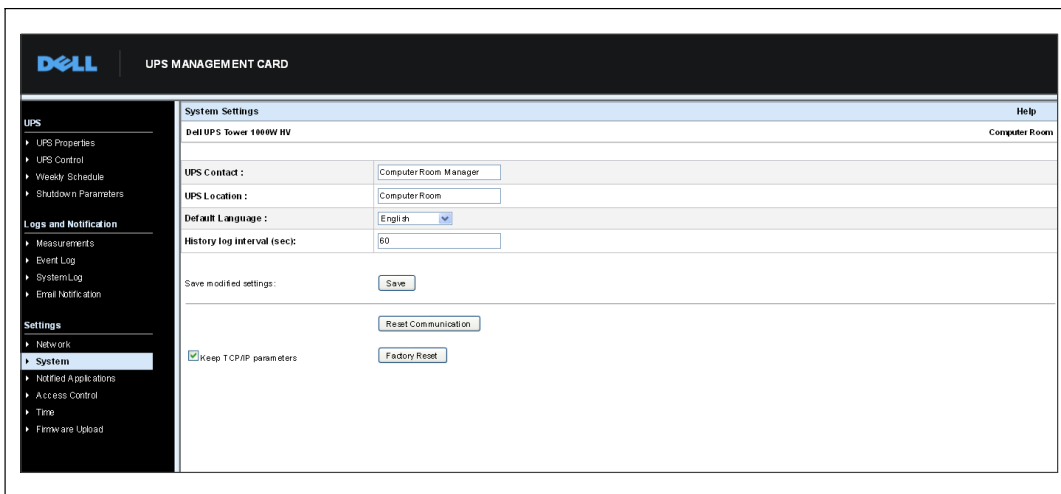 DELL
UPS MANAGEMENT CARD
UPS
UPS Properties
UPS Control
Weekly Schedule
Shutdown Parameters
Logs and Notification
Measurements
Event Log
System Log
Email Notification
Settings
Network
System
Notified Applications
Access Control
Time
Firmware Upload
System Settings Help
Dell UPS Tower 1000W HV Computer Room
UPS Contact : Computer Room Manager
UPS Location : Computer Room
Default Language : English
History log interval (sec): 60
Save modified settings: Save
Reset Communication
Keep TCP/IP parameters Factory Reset